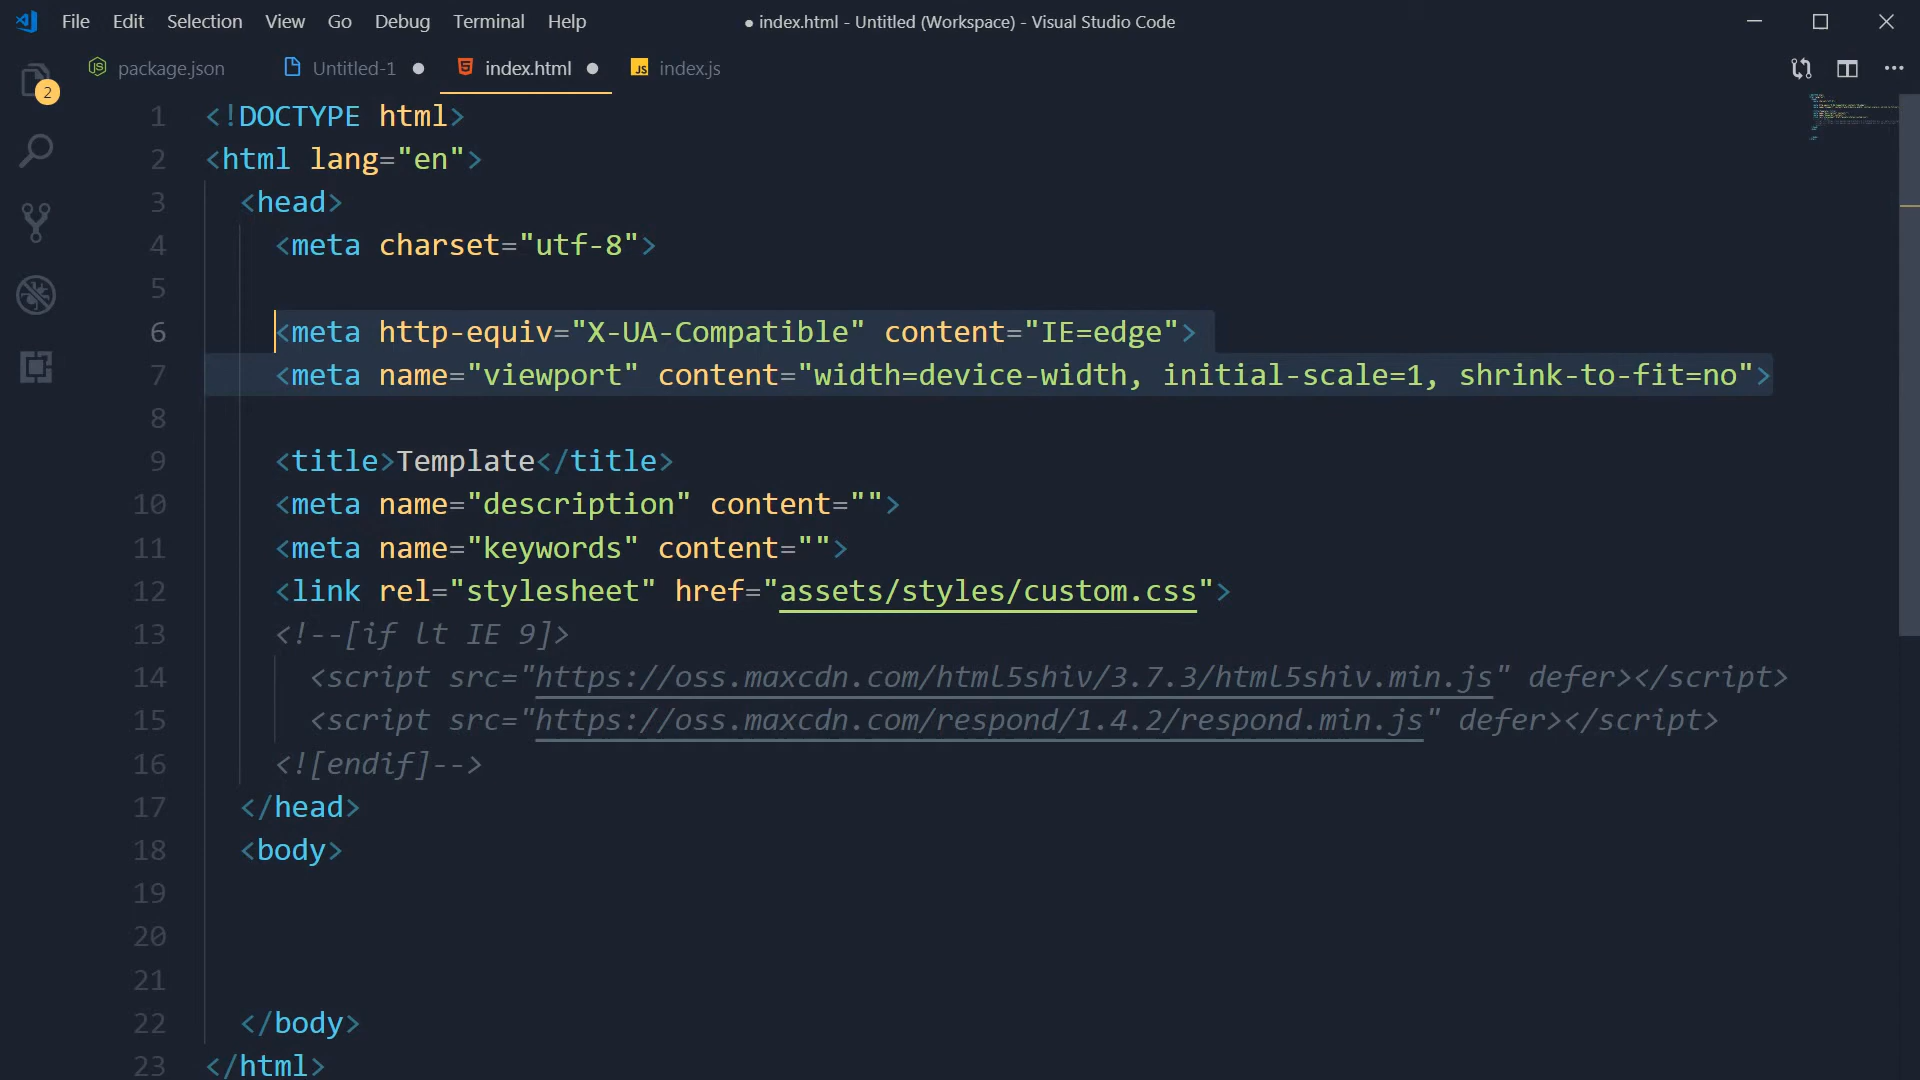 File Edit Selection View Go Debug Terminal Help ● index.html - Untitled (Workspace) - Visual Studio Code
package.json Untitled-1 ● index.html ● JS index.js
2
1 <!DOCTYPE html>
2 <html lang="en">
3 <head>
4 <meta charset="utf-8">
5
6 <meta http-equiv="X-UA-Compatible" content="IE=edge">
7 <meta name="viewport" content="width=device-width, initial-scale=1, shrink-to-fit=no">
8
9 <title>Template</title>
10 <meta name="description" content="">
11 <meta name="keywords" content="">
12 <link rel="stylesheet" href="assets/styles/custom.css">
13 <!--[if lt IE 9]>
14 <script src="https://oss.maxcdn.com/html5shiv/3.7.3/html5shiv.min.js" defer></script>
15 <script src="https://oss.maxcdn.com/respond/1.4.2/respond.min.js" defer></script>
16 <![endif]-->
17 </head>
18 <body>
19
20
21
22 </body>
23 </html>